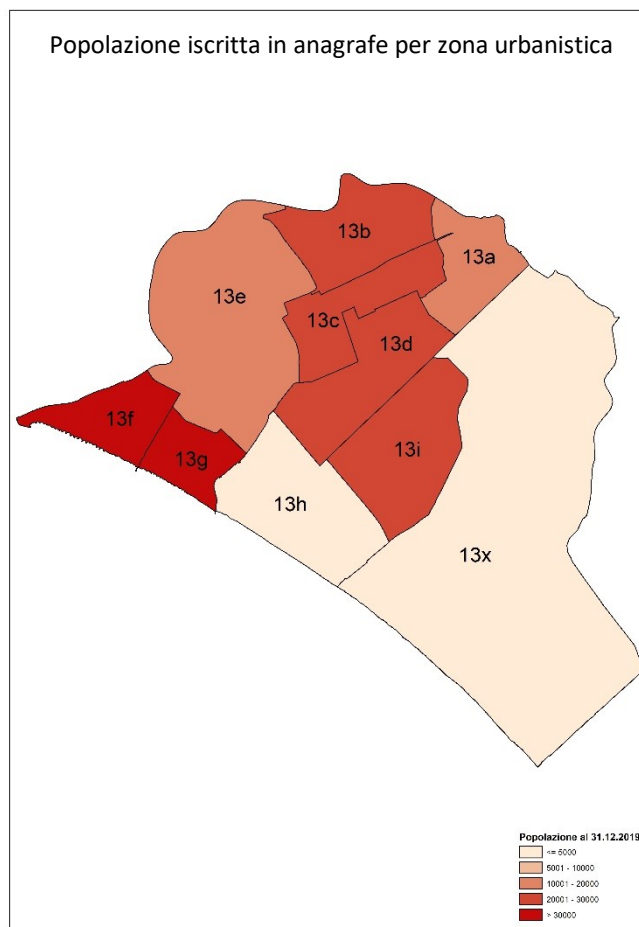 Popolazione iscritta in anagrafe per zona urbanistica
13b
13a
13e
13c
13d
13f
13g
13i
13h
13x
Popolazione al 31.12.2019
<= 5000
5001 - 10000
10001 - 20000
20001 - 30000
> 30000